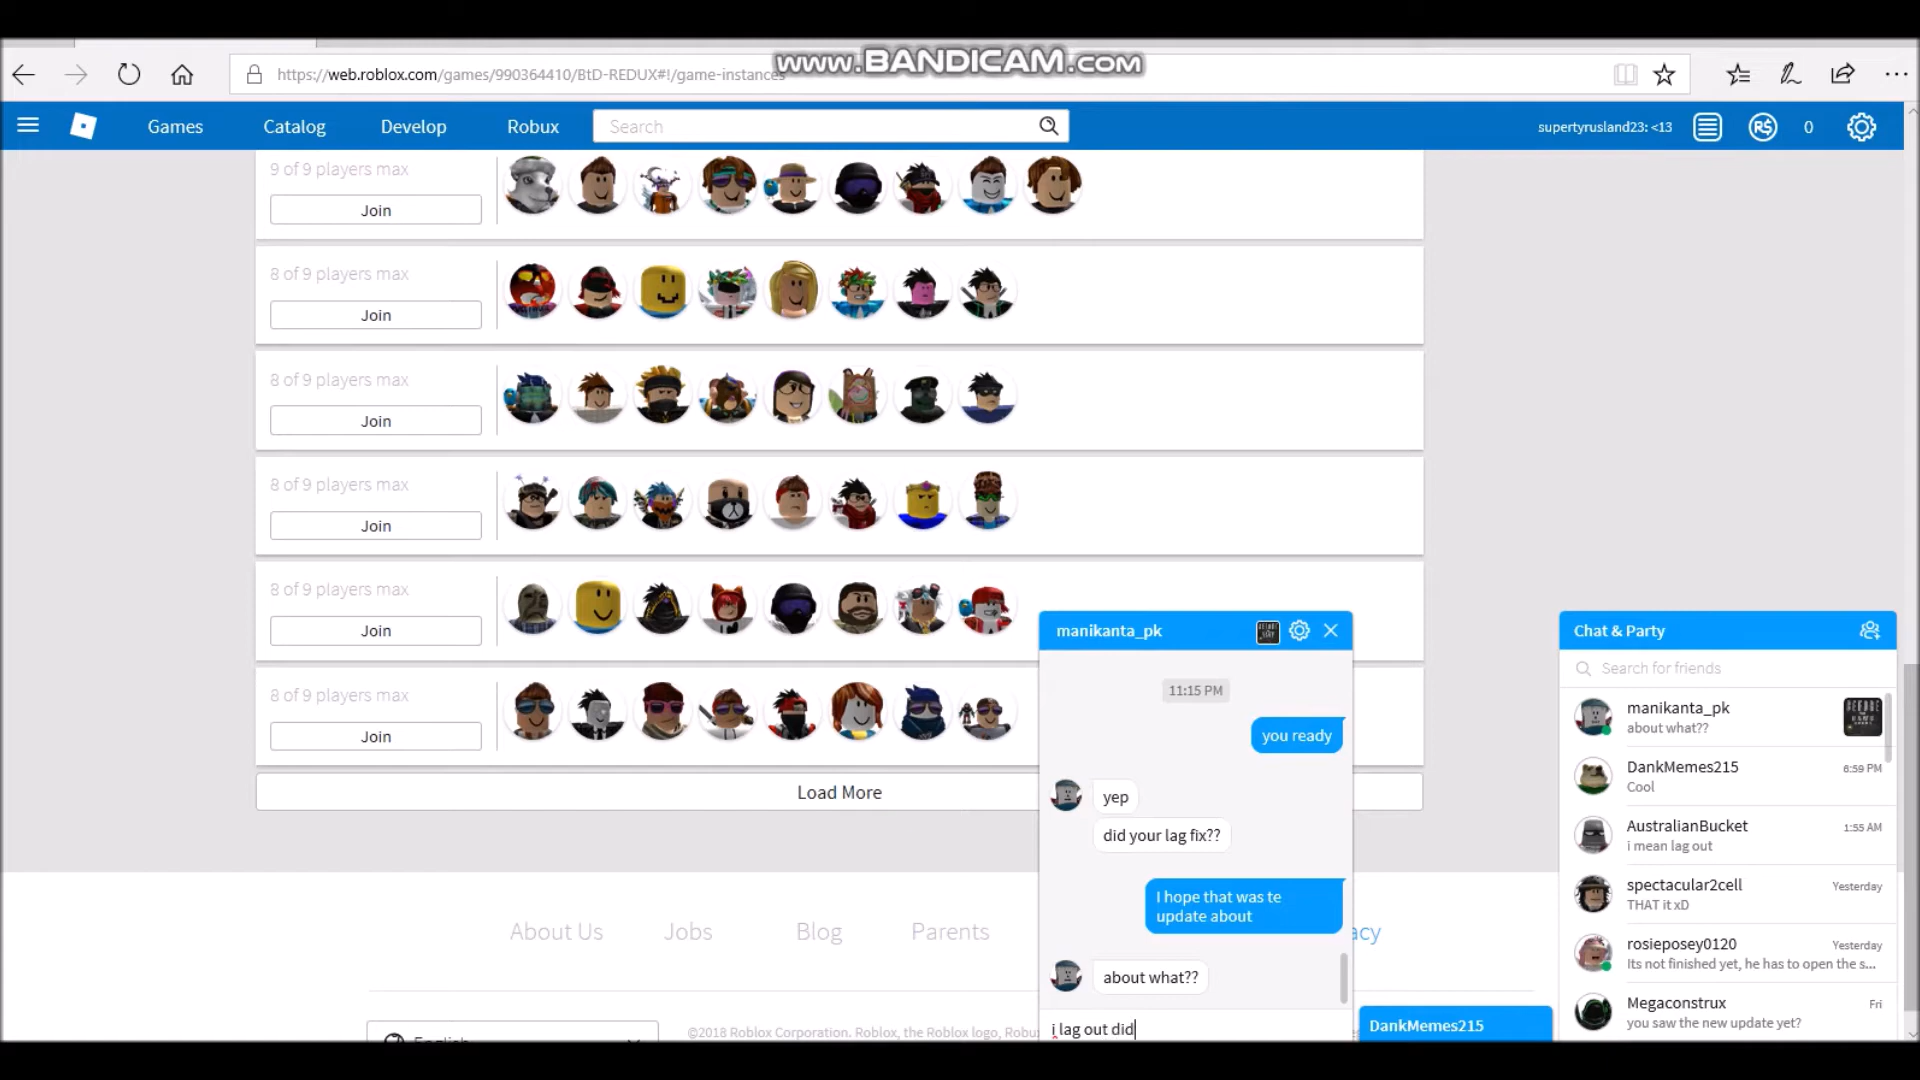 www.BANDICAM.com
https://web.roblox.com/games/990364410/BtD-REDUX#!/game-instances
Games
Catalog
Develop
Robux
Search
supertyrusland23: <13
R$
0
9 of 9 players max
Join
8 of 9 players max
Join
8 of 9 players max
Join
8 of 9 players max
Join
8 of 9 players max
Join
8 of 9 players max
Join
Load More
About Us
Jobs
Blog
Parents
acy
English
©2018 Roblox Corporation. Roblox, the Roblox logo, Robu
manikanta_pk
11:15 PM
you ready
yep
did your lag fix??
I hope that was te
update about
about what??
i lag out did
DankMemes215
Chat & Party
Search for friends
manikanta_pk
about what??
DankMemes215
6:59 PM
Cool
AustralianBucket
1:55 AM
i mean lag out
spectacular2cell
Yesterday
THAT it xD
rosieposey0120
Yesterday
Its not finished yet, he has to open the s...
Megaconstrux
Fri
you saw the new update yet?